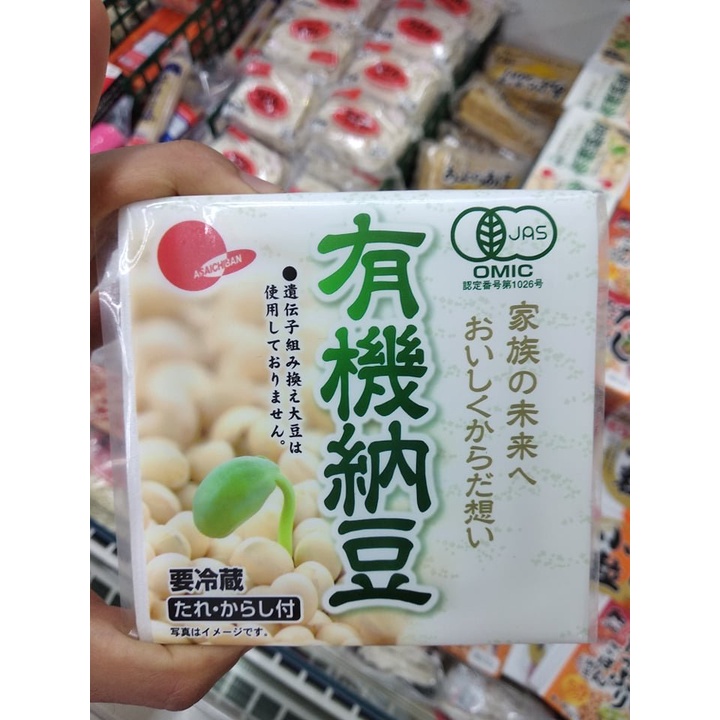 ASAICHIBAN
JAS
OMIC
認定番号第1026号
有機納豆
家族の未来へ
おいしくからだ想い
●遺伝子組み換え大豆は
使用しておりません。
要冷蔵
たれ・からし付
写真はイメージです。